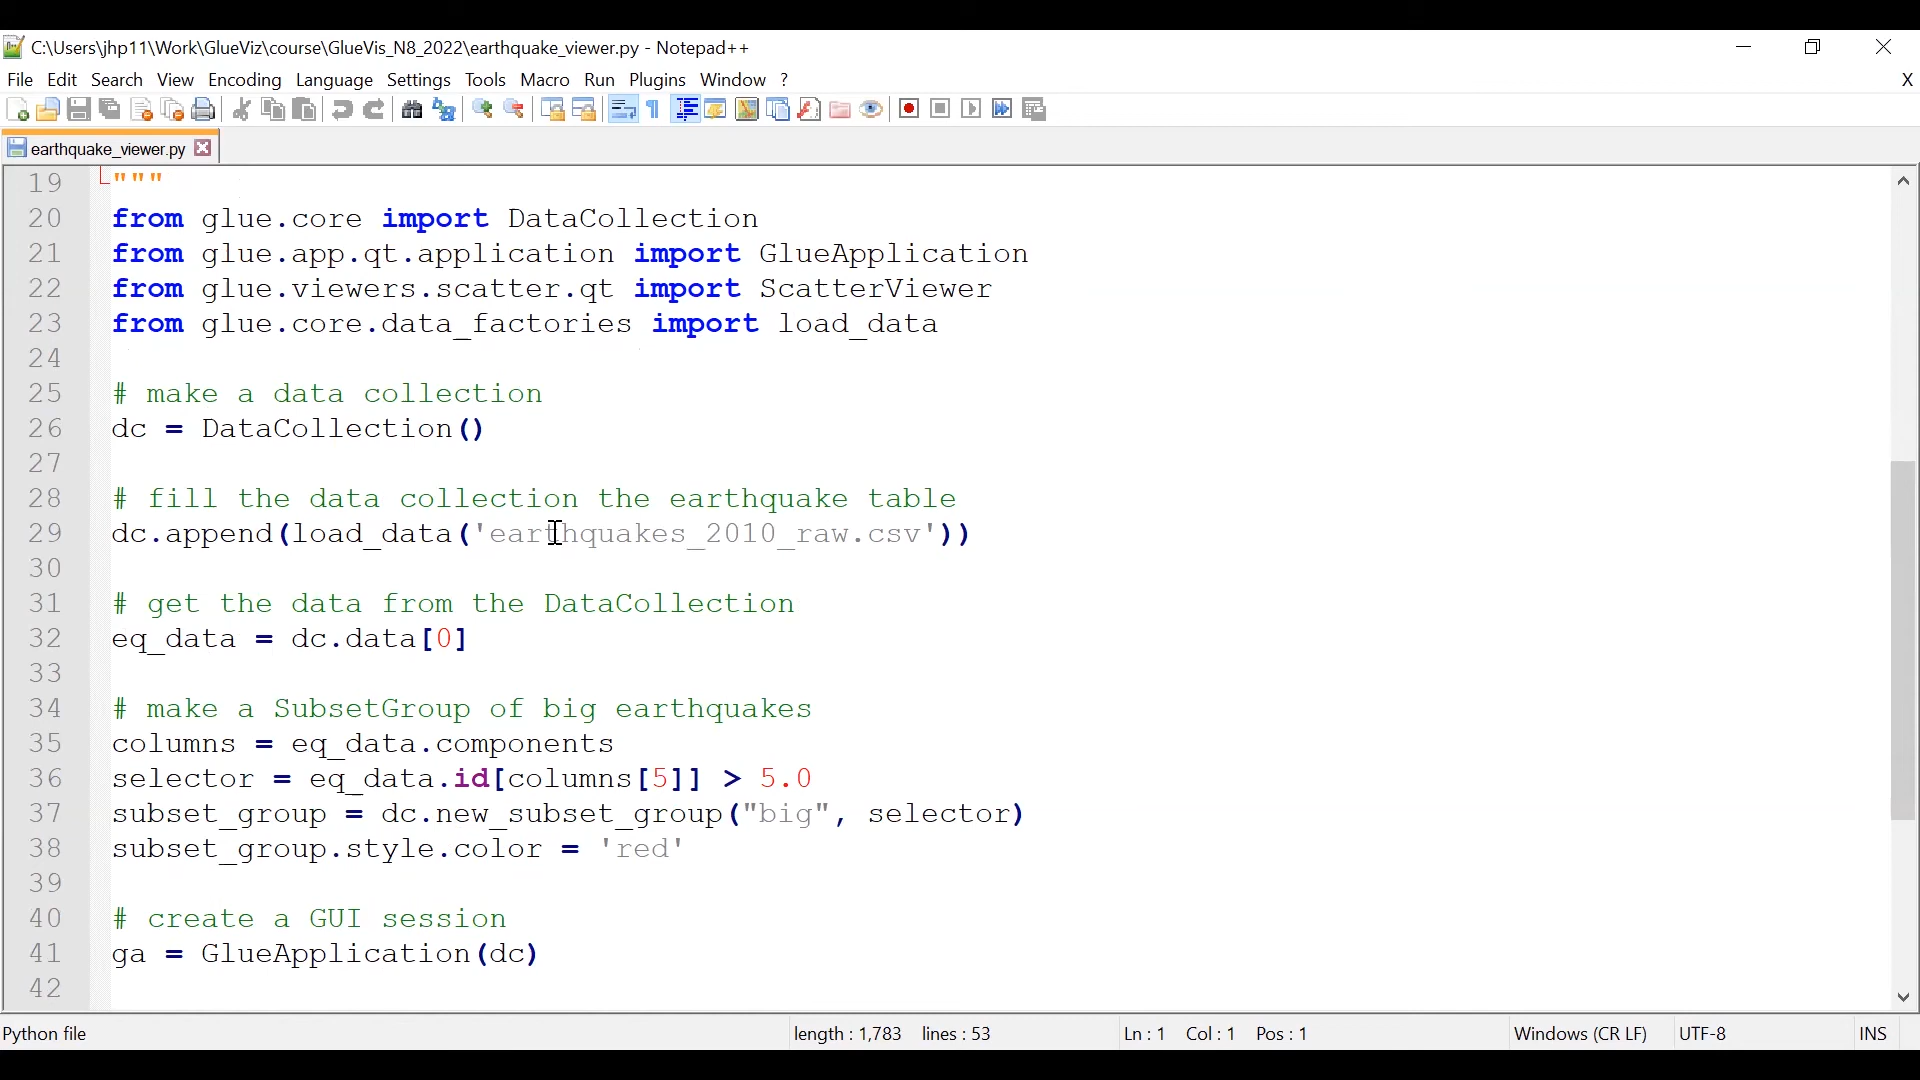 C:\Users\jhp11\Work\GlueViz\course\GlueVis_N8_2022\earthquake_viewer.py - Notepad++
File Edit Search View Encoding Language Settings Tools Macro Run Plugins Window ? X
earthquake_viewer.py
19 """
20 from glue.core import DataCollection
21 from glue.app.qt.application import GlueApplication
22 from glue.viewers.scatter.qt import ScatterViewer
23 from glue.core.data_factories import load_data
24
25 # make a data collection
26 dc = DataCollection()
27
28 # fill the data collection the earthquake table
29 dc.append(load_data('earthquakes_2010_raw.csv'))
30
31 # get the data from the DataCollection
32 eq_data = dc.data[0]
33
34 # make a SubsetGroup of big earthquakes
35 columns = eq_data.components
36 selector = eq_data.id[columns[5]] > 5.0
37 subset_group = dc.new_subset_group("big", selector)
38 subset_group.style.color = 'red'
39
40 # create a GUI session
41 ga = GlueApplication(dc)
42
Python file length : 1,783 lines : 53 Ln : 1 Col : 1 Pos : 1 Windows (CR LF) UTF-8 INS